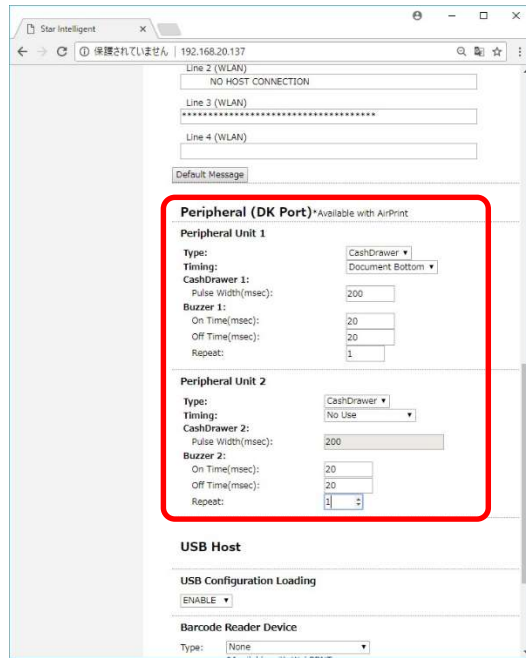 Star Intelligent
保護されていません | 192.168.20.137
Line 2 (WLAN)
NO HOST CONNECTION
Line 3 (WLAN)
**************************************
Line 4 (WLAN)
Default Message
Peripheral (DK Port)*Available with AirPrint
Peripheral Unit 1
Type: CashDrawer
Timing: Document Bottom
CashDrawer 1:
Pulse Width(msec): 200
Buzzer 1:
On Time(msec): 20
Off Time(msec): 20
Repeat: 1
Peripheral Unit 2
Type: CashDrawer
Timing: No Use
CashDrawer 2:
Pulse Width(msec): 200
Buzzer 2:
On Time(msec): 20
Off Time(msec): 20
Repeat: 1
USB Host
USB Configuration Loading
ENABLE
Barcode Reader Device
Type: None